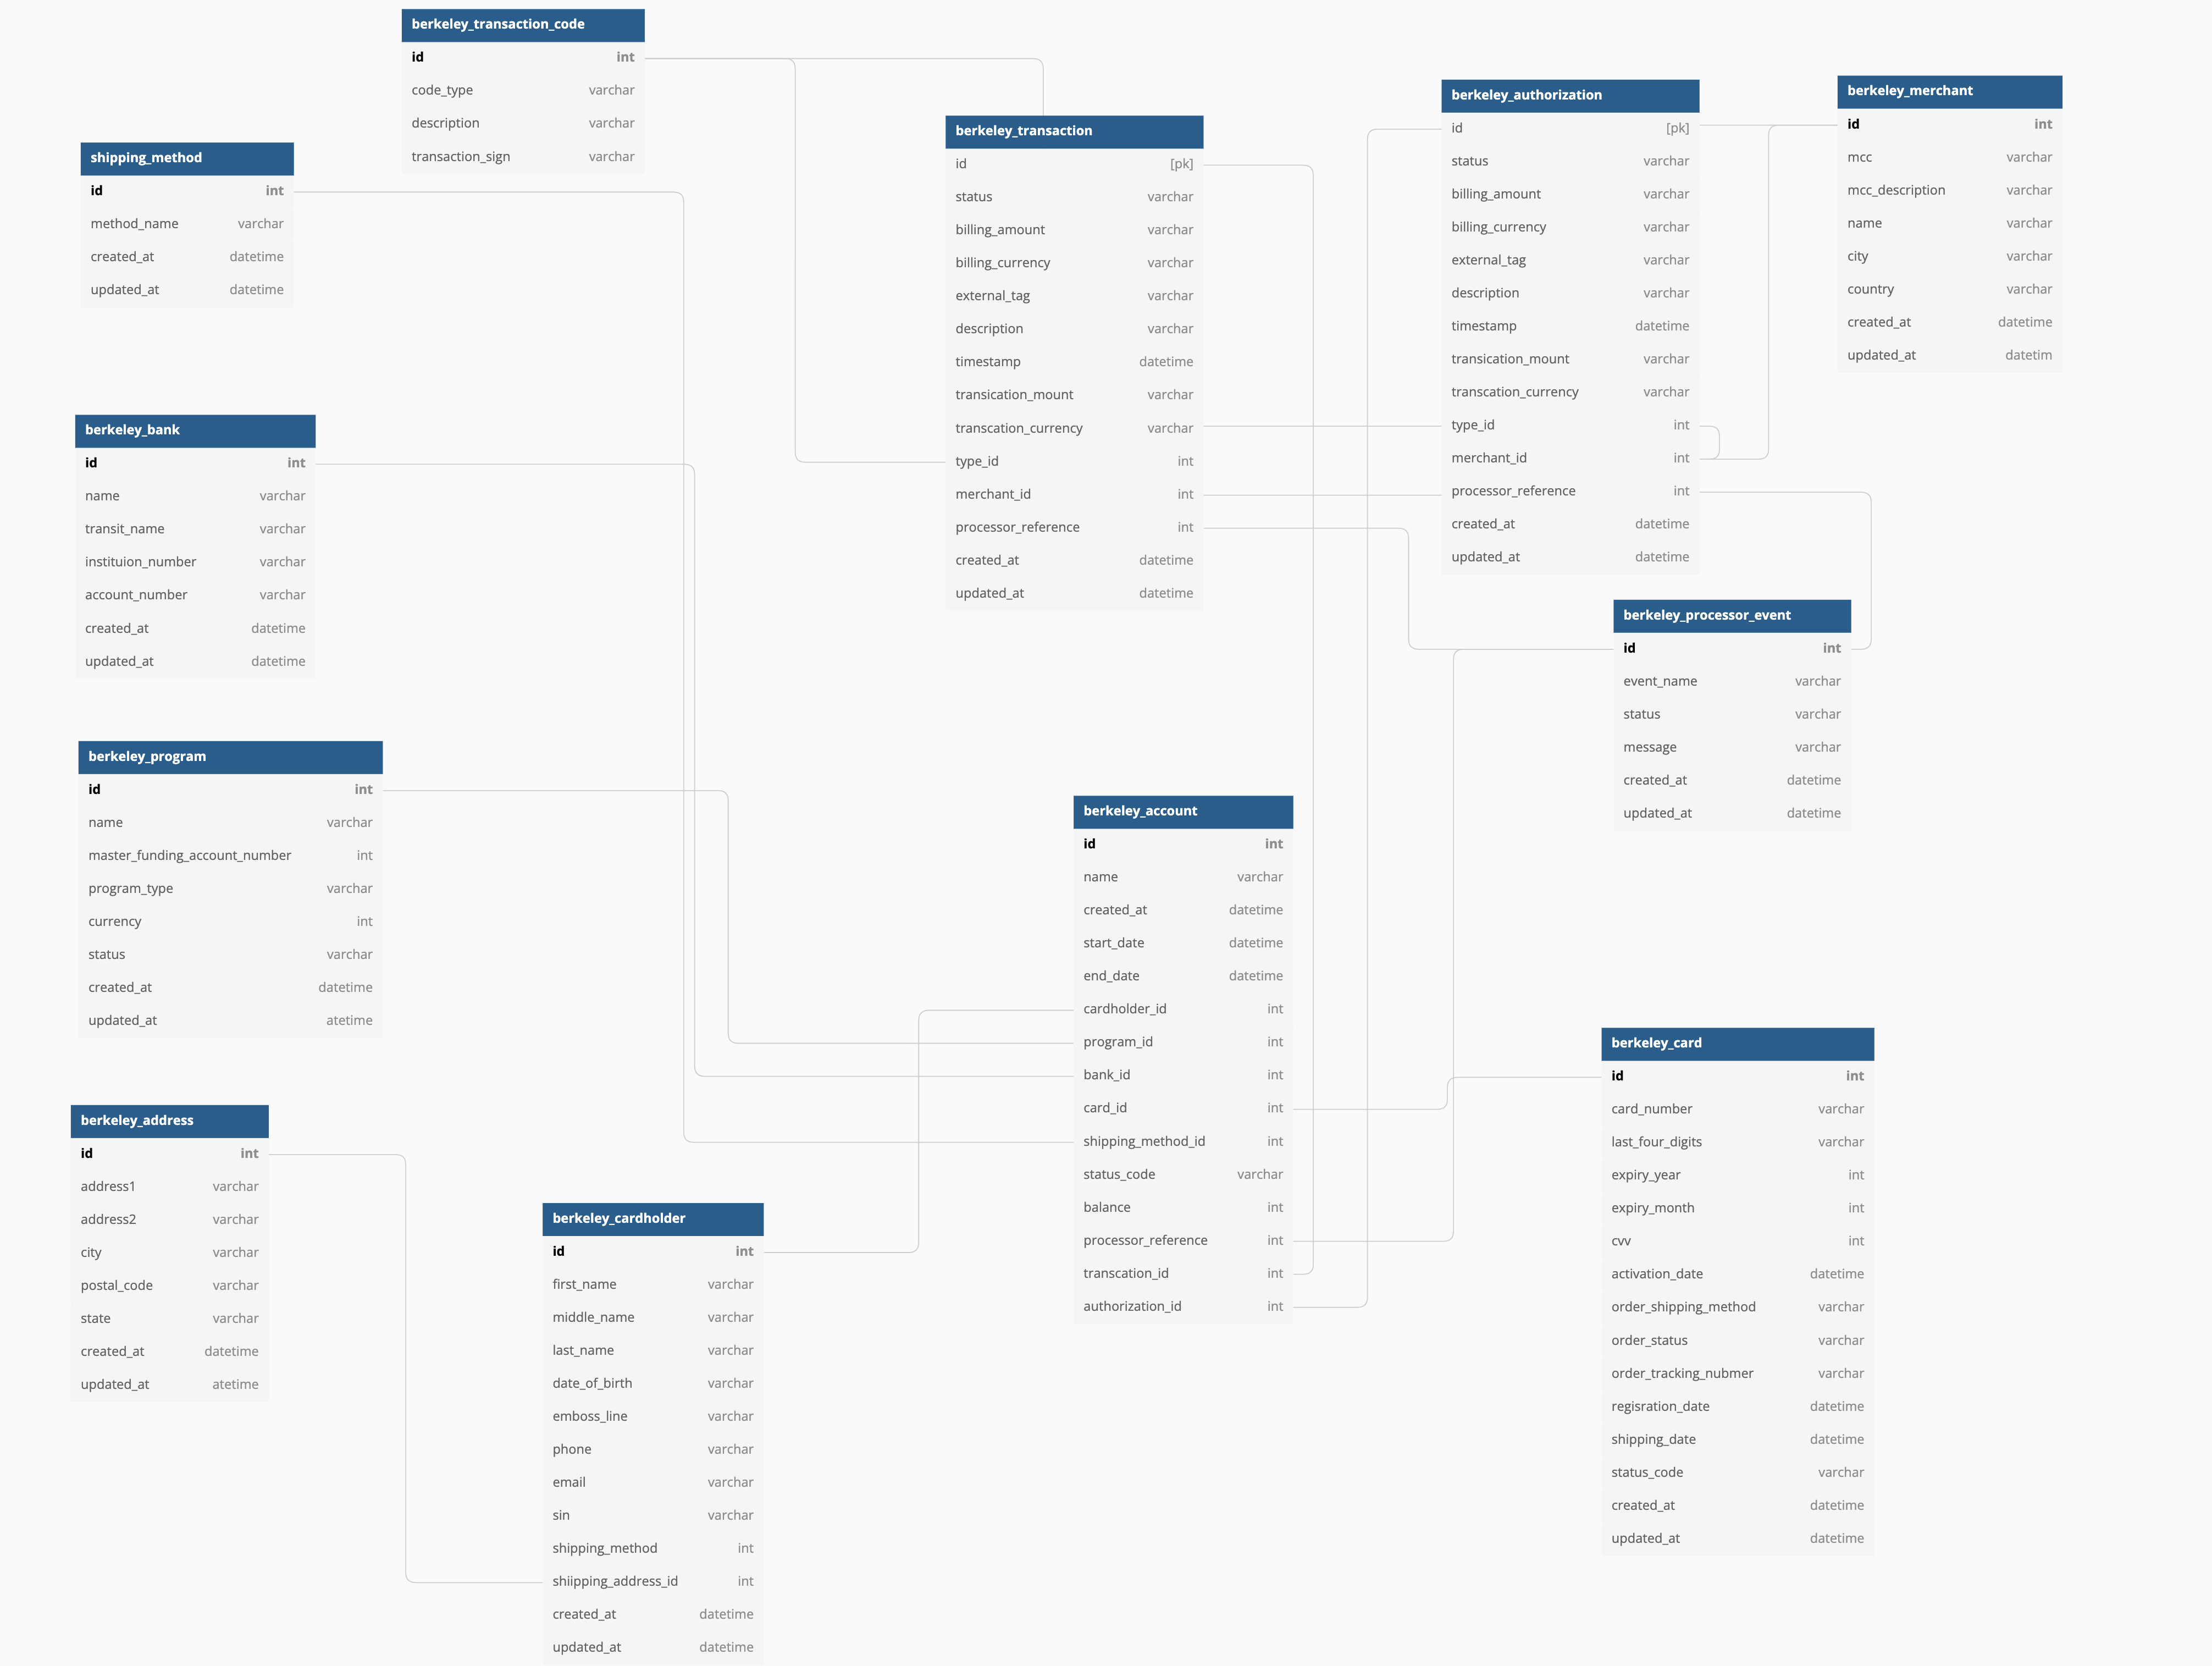 berkeley_transaction_code
id int
code_type varchar
description varchar
transaction_sign varchar
shipping_method
id int
method_name varchar
created_at datetime
updated_at datetime
berkeley_transaction
id [pk]
status varchar
billing_amount varchar
billing_currency varchar
external_tag varchar
description varchar
timestamp datetime
transication_mount varchar
transcation_currency varchar
type_id int
merchant_id int
processor_reference int
created_at datetime
updated_at datetime
berkeley_authorization
id [pk]
status varchar
billing_amount varchar
billing_currency varchar
external_tag varchar
description varchar
timestamp datetime
transication_mount varchar
transcation_currency varchar
type_id int
merchant_id int
processor_reference int
created_at datetime
updated_at datetime
berkeley_merchant
id int
mcc varchar
mcc_description varchar
name varchar
city varchar
country varchar
created_at datetime
updated_at datetim
berkeley_bank
id int
name varchar
transit_name varchar
instituion_number varchar
account_number varchar
created_at datetime
updated_at datetime
berkeley_processor_event
id int
event_name varchar
status varchar
message varchar
created_at datetime
updated_at datetime
berkeley_program
id int
name varchar
master_funding_account_number int
program_type varchar
currency int
status varchar
created_at datetime
updated_at atetime
berkeley_account
id int
name varchar
created_at datetime
start_date datetime
end_date datetime
cardholder_id int
program_id int
bank_id int
card_id int
shipping_method_id int
status_code varchar
balance int
processor_reference int
transcation_id int
authorization_id int
berkeley_card
id int
card_number varchar
last_four_digits varchar
expiry_year int
expiry_month int
cvv int
activation_date datetime
order_shipping_method varchar
order_status varchar
order_tracking_nubmer varchar
regisration_date datetime
shipping_date datetime
status_code varchar
created_at datetime
updated_at datetime
berkeley_address
id int
address1 varchar
address2 varchar
city varchar
postal_code varchar
state varchar
created_at datetime
updated_at atetime
berkeley_cardholder
id int
first_name varchar
middle_name varchar
last_name varchar
date_of_birth varchar
emboss_line varchar
phone varchar
email varchar
sin varchar
shipping_method int
shiipping_address_id int
created_at datetime
updated_at datetime